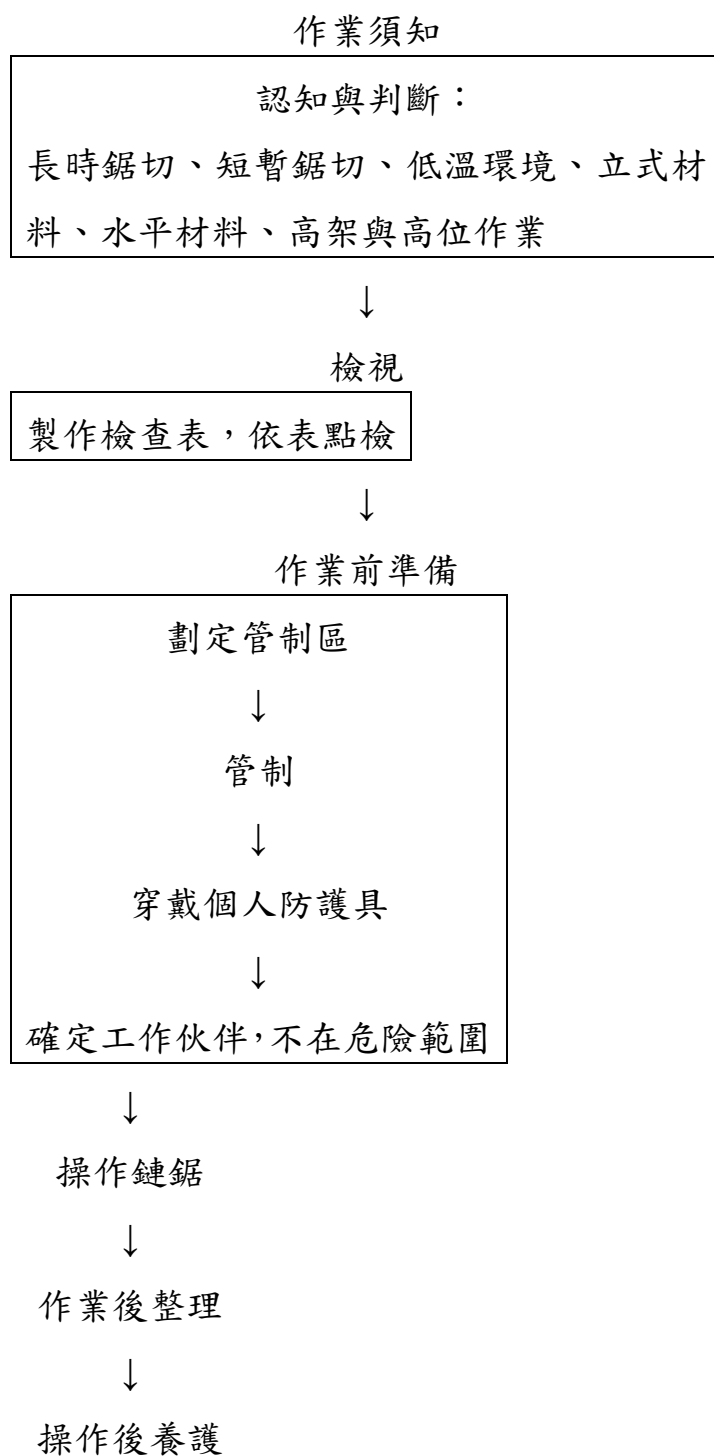 作業須知
認知與判斷：
長時鋸切、短暫鋸切、低溫環境、立式材
料、水平材料、高架與高位作業
↓
檢視
製作檢查表，依表點檢
↓
作業前準備
劃定管制區
↓
管制
↓
穿戴個人防護具
↓
確定工作伙伴，不在危險範圍
↓
操作鏈鋸
↓
作業後整理
↓
操作後養護